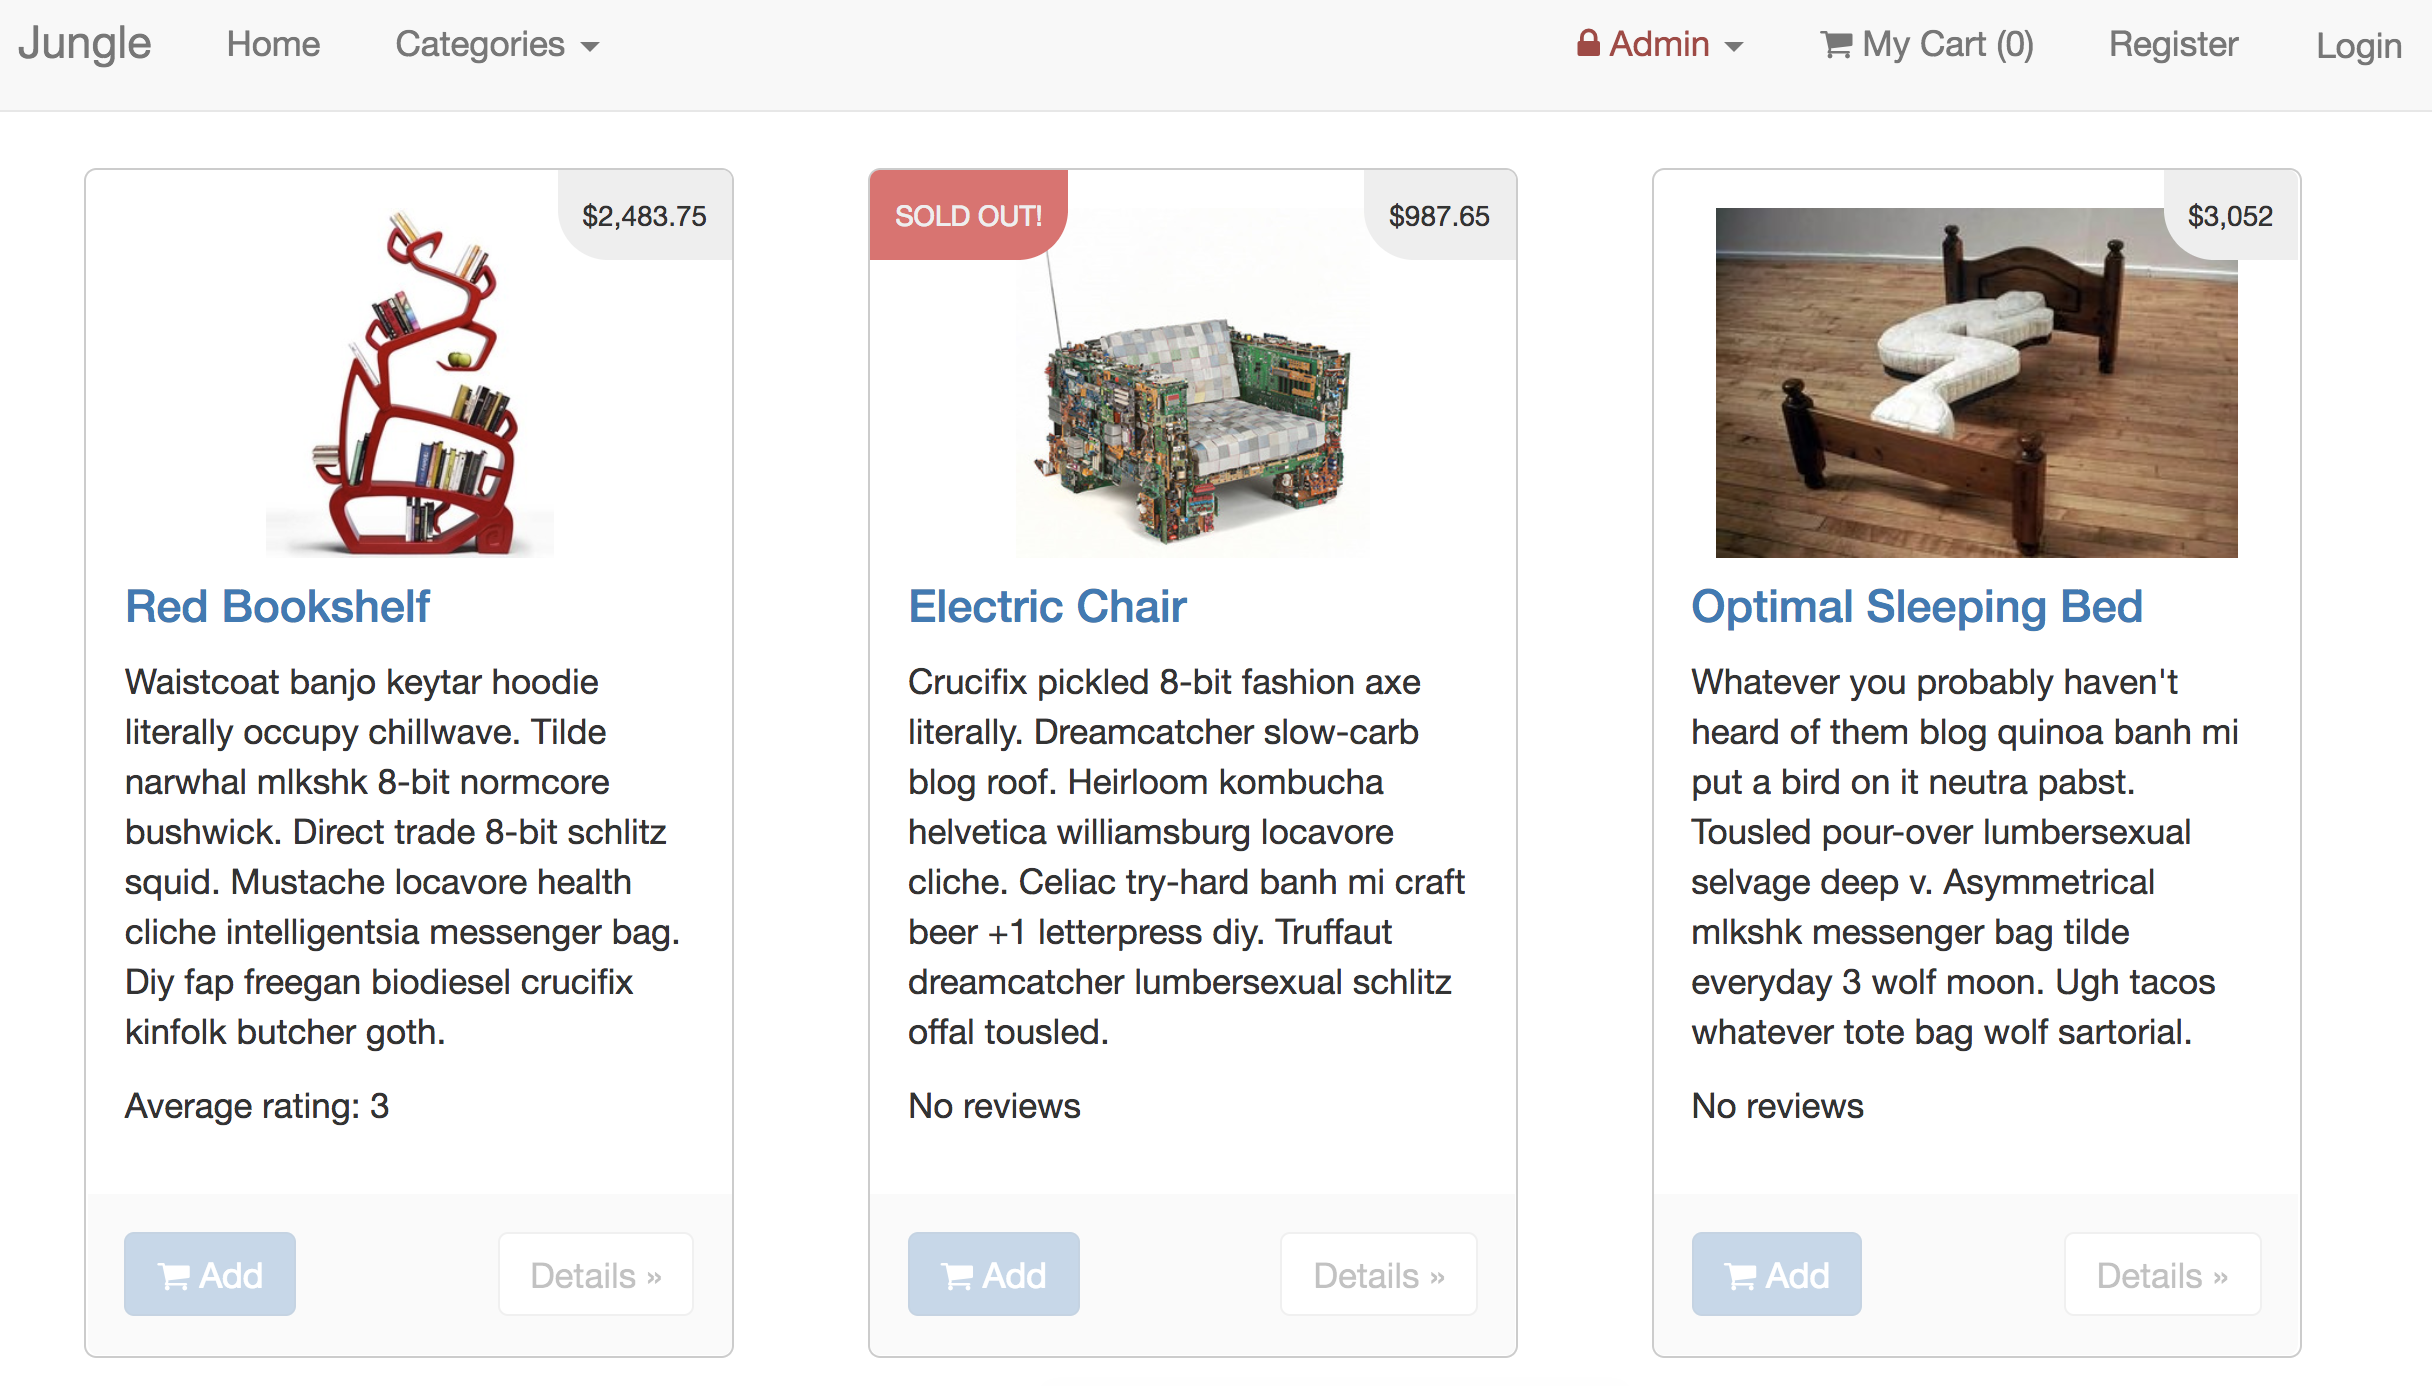 Jungle Home Categories Admin My Cart (0) Register Login
$2,483.75
Red Bookshelf
Waistcoat banjo keytar hoodie
literally occupy chillwave. Tilde
narwhal mlkshk 8-bit normcore
bushwick. Direct trade 8-bit schlitz
squid. Mustache locavore health
cliche intelligentsia messenger bag.
Diy fap freegan biodiesel crucifix
kinfolk butcher goth.
Average rating: 3
Add Details »
SOLD OUT! $987.65
Electric Chair
Crucifix pickled 8-bit fashion axe
literally. Dreamcatcher slow-carb
blog roof. Heirloom kombucha
helvetica williamsburg locavore
cliche. Celiac try-hard banh mi craft
beer +1 letterpress diy. Truffaut
dreamcatcher lumbersexual schlitz
offal tousled.
No reviews
Add Details »
$3,052
Optimal Sleeping Bed
Whatever you probably haven't
heard of them blog quinoa banh mi
put a bird on it neutra pabst.
Tousled pour-over lumbersexual
selvage deep v. Asymmetrical
mlkshk messenger bag tilde
everyday 3 wolf moon. Ugh tacos
whatever tote bag wolf sartorial.
No reviews
Add Details »